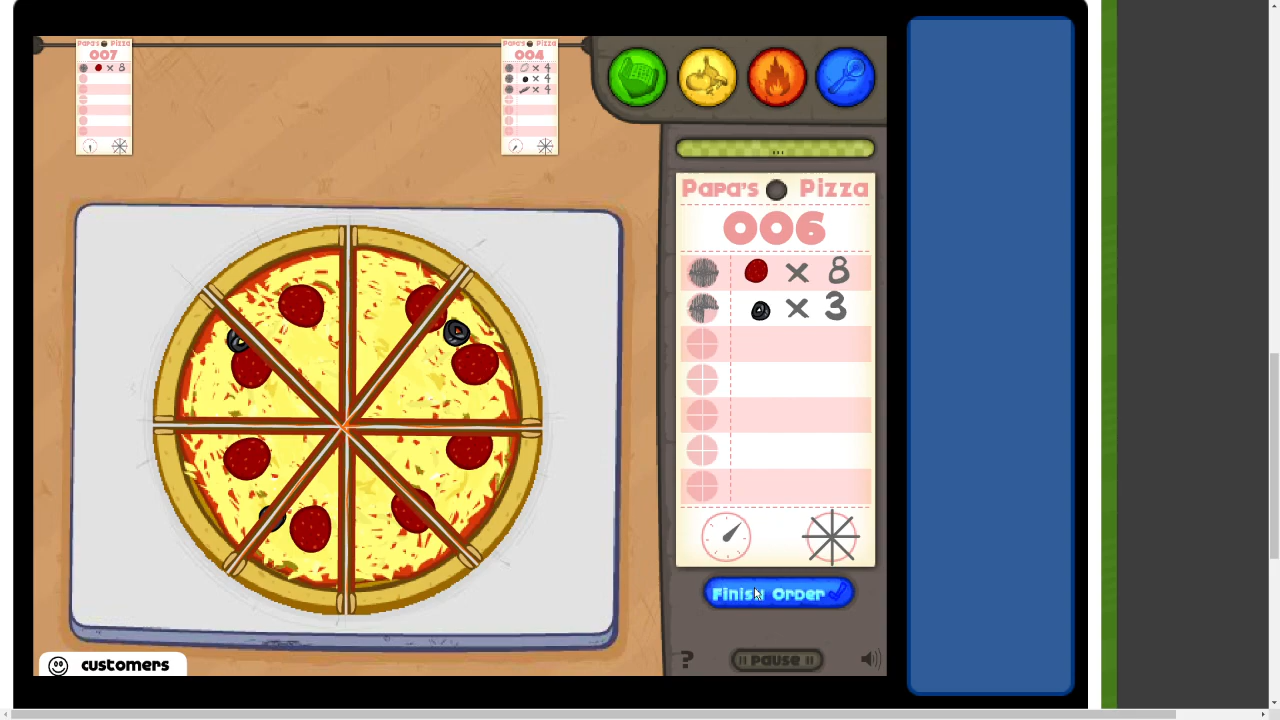 Papa's Pizza
007
× 8
Papa's Pizza
004
× 4
× 4
× 4
...
Papa's Pizza
006
× 8
× 3
Finish Order
?
pause
customers